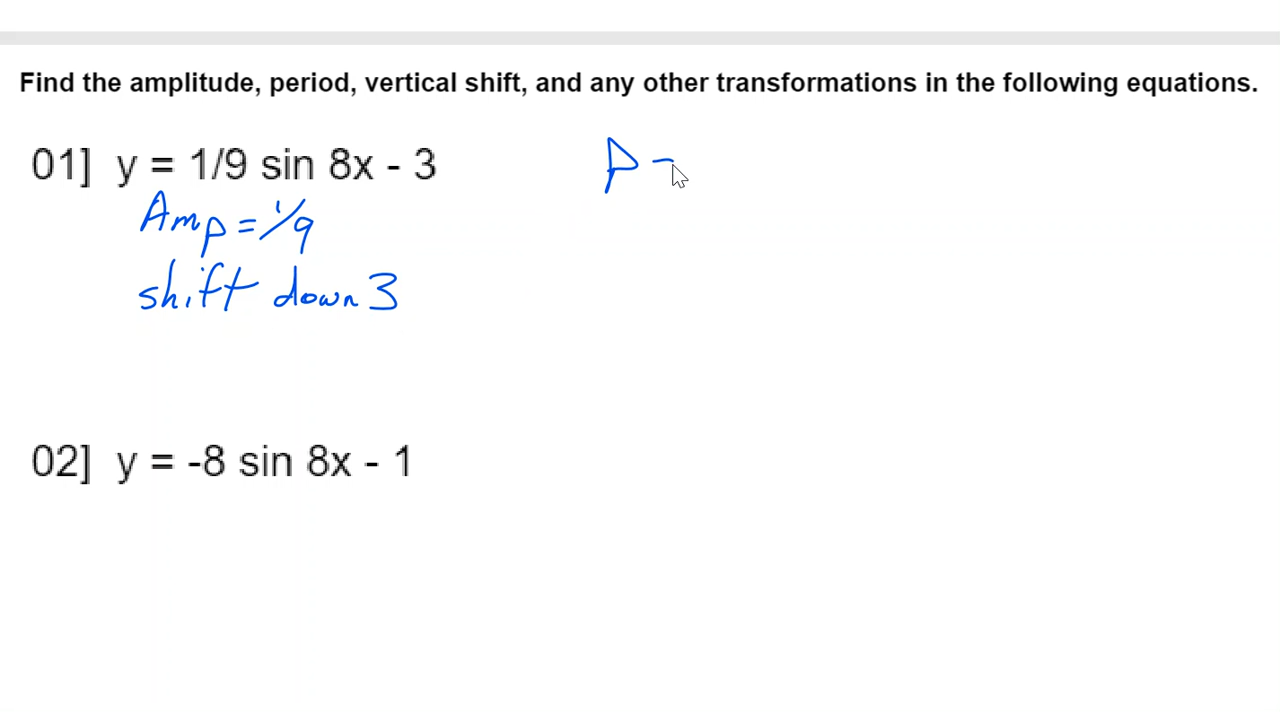 Find the amplitude, period, vertical shift, and any other transformations in the following equations.
01] y = 1/9 sin 8x - 3
P -
Amp = 1/9
shift down 3
02] y = -8 sin 8x - 1